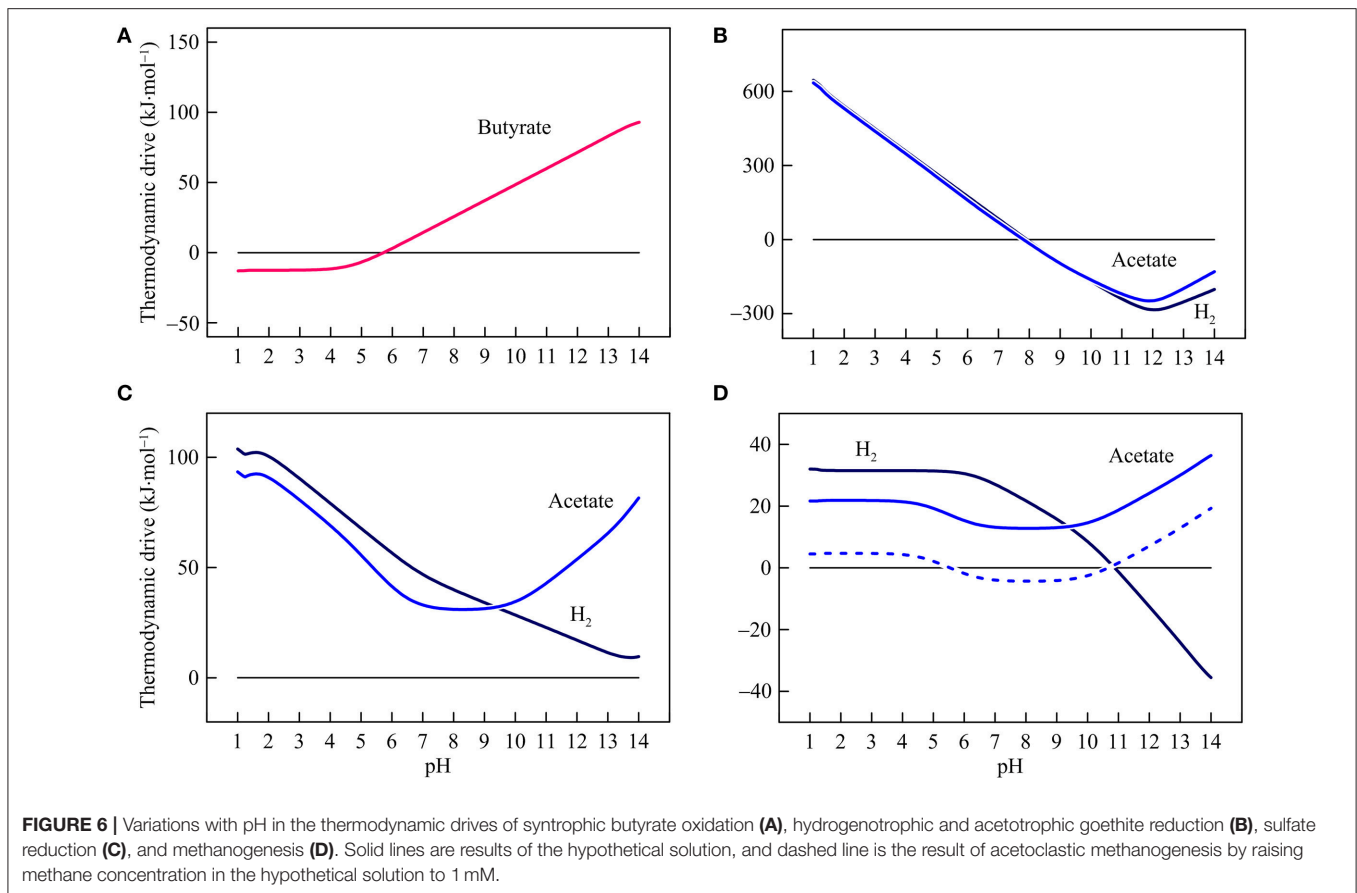 A
Thermodynamic drive (kJ·mol⁻¹)
150
100
50
0
−50
Butyrate
1 2 3 4 5 6 7 8 9 10 11 12 13 14
B
600
300
0
−300
Acetate
H₂
1 2 3 4 5 6 7 8 9 10 11 12 13 14
C
Thermodynamic drive (kJ·mol⁻¹)
100
50
0
Acetate
H₂
1 2 3 4 5 6 7 8 9 10 11 12 13 14
pH
D
40
20
0
−20
−40
H₂
Acetate
1 2 3 4 5 6 7 8 9 10 11 12 13 14
pH
FIGURE 6 | Variations with pH in the thermodynamic drives of syntrophic butyrate oxidation (A), hydrogenotrophic and acetotrophic goethite reduction (B), sulfate
reduction (C), and methanogenesis (D). Solid lines are results of the hypothetical solution, and dashed line is the result of acetoclastic methanogenesis by raising
methane concentration in the hypothetical solution to 1 mM.